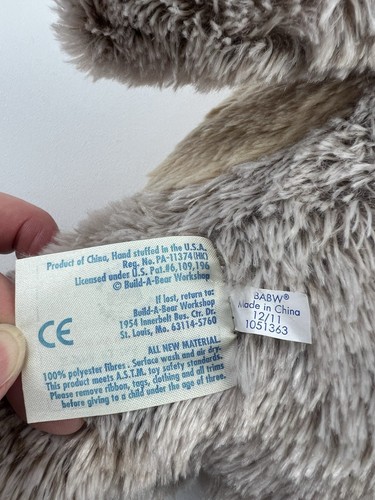 Product of China, Hand stuffed in the U.S.A.
Reg. No. PA-11374(HK)
Licensed under U.S. Pat.#6,109,196
© Build-A-Bear Workshop
If lost, return to:
Build-A-Bear Workshop
1954 Innerbelt Bus. Ctr. Dr.
St. Louis, Mo. 63114-5760
CE
ALL NEW MATERIAL
100% polyester fibres. Surface wash and air dry.
This product meets A.S.T.M. toy safety standards.
Please remove ribbon, tags, clothing and all trims
before giving to a child under the age of three.
BABW®
Made in China
12/11
1051363